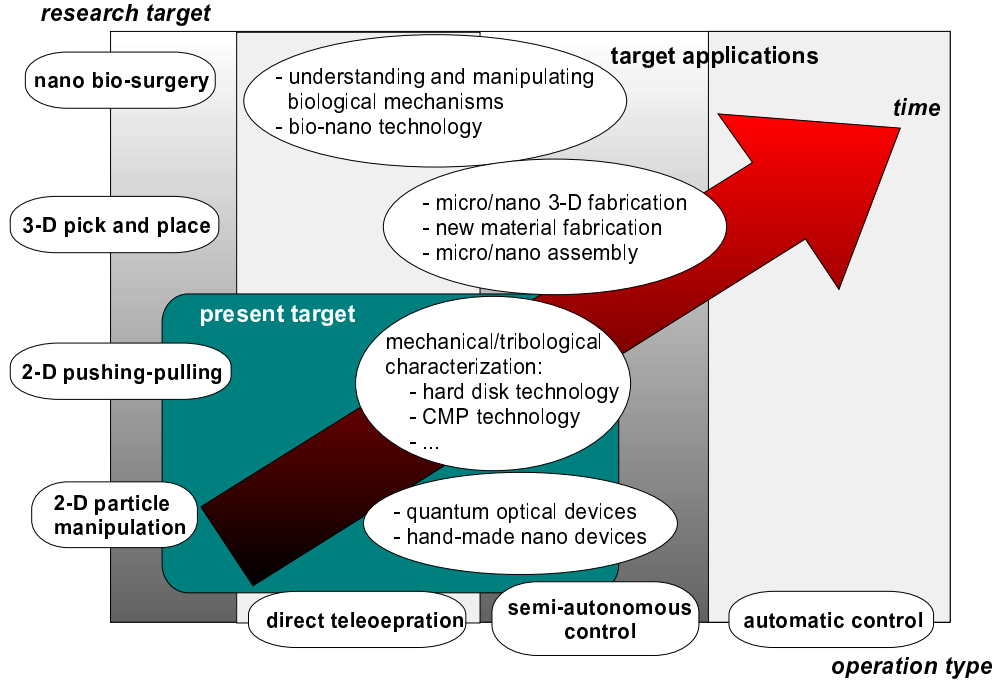 research target
target applications
nano bio-surgery
- understanding and manipulating
biological mechanisms
- bio-nano technology
time
3-D pick and place
- micro/nano 3-D fabrication
- new material fabrication
- micro/nano assembly
present target
2-D pushing-pulling
mechanical/tribological
characterization:
- hard disk technology
- CMP technology
- ...
2-D particle
manipulation
- quantum optical devices
- hand-made nano devices
direct teleoepration
semi-autonomous
control
automatic control
operation type